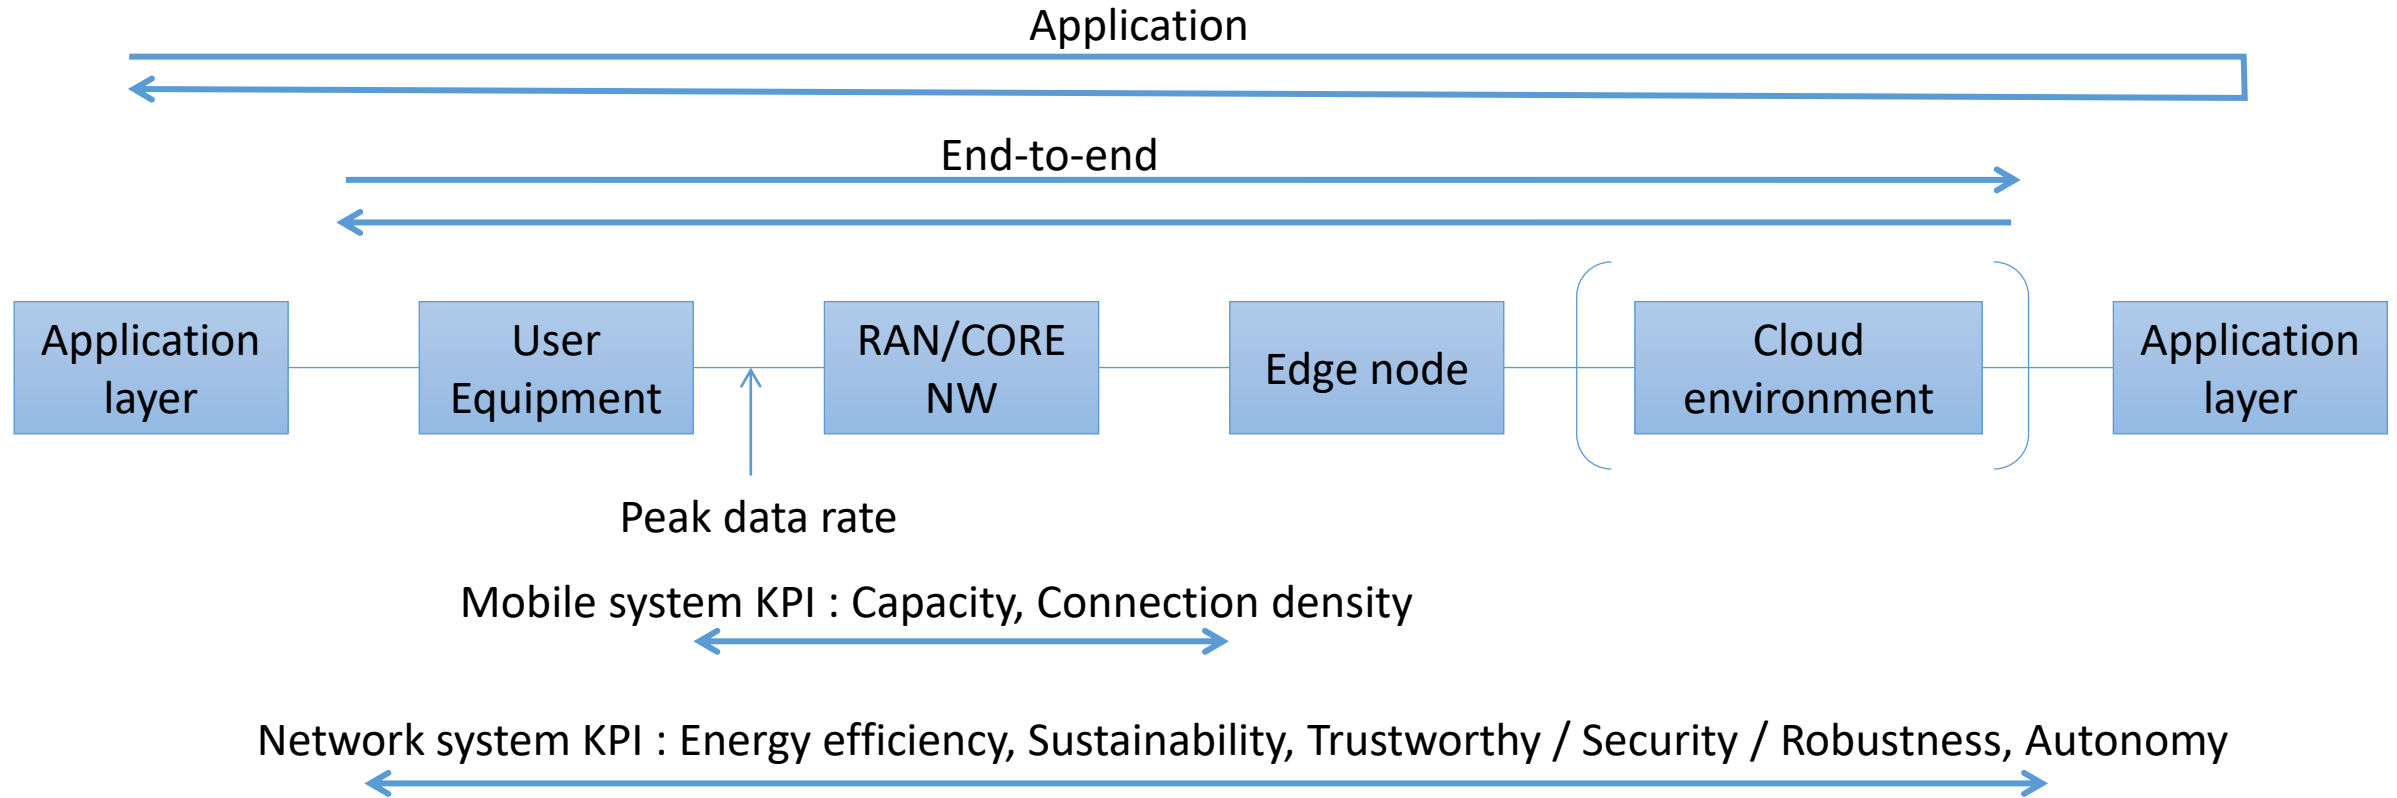 Application
End-to-end
Application
layer
User
Equipment
RAN/CORE
NW
Edge node
Cloud
environment
Application
layer
Peak data rate
Mobile system KPI : Capacity, Connection density
Network system KPI : Energy efficiency, Sustainability, Trustworthy / Security / Robustness, Autonomy